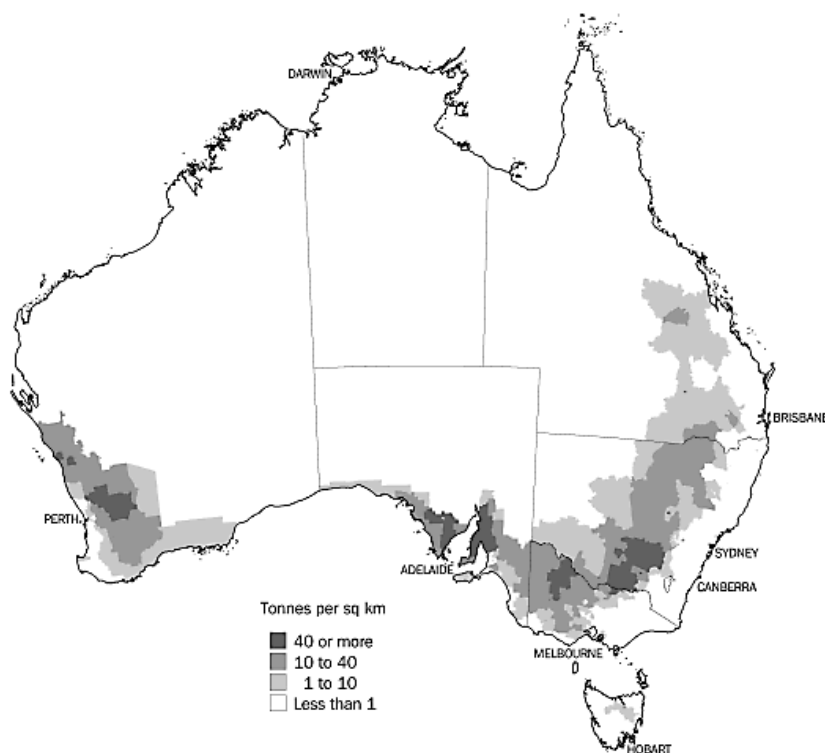 DARWIN
BRISBANE
PERTH
SYDNEY
ADELAIDE
CANBERRA
Tonnes per sq km
40 or more
10 to 40
1 to 10
Less than 1
MELBOURNE
HOBART